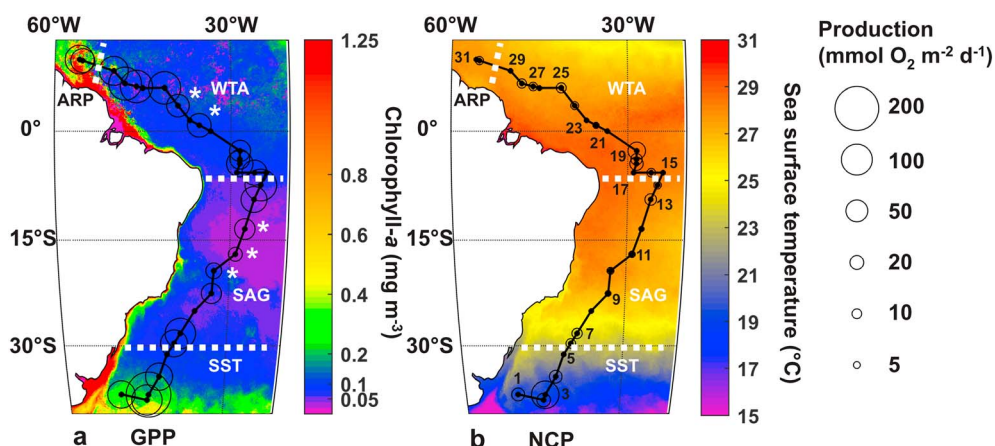 60°W 30°W
ARP
WTA
*
*
0°
15°S
*
*
*
SAG
30°S
SST
a GPP
1.25
0.8
0.6
0.4
0.2
0.1
0.05
Chlorophyll-a (mg m-3)
60°W 30°W
31
29
27
25
WTA
ARP
23
21
0°
19
15
17
13
15°S
11
SAG
9
7
30°S
5
SST
1
3
b NCP
31
29
27
25
23
21
19
17
15
Sea surface temperature (°C)
Production
(mmol O₂ m⁻² d⁻¹)
200
100
50
20
10
5